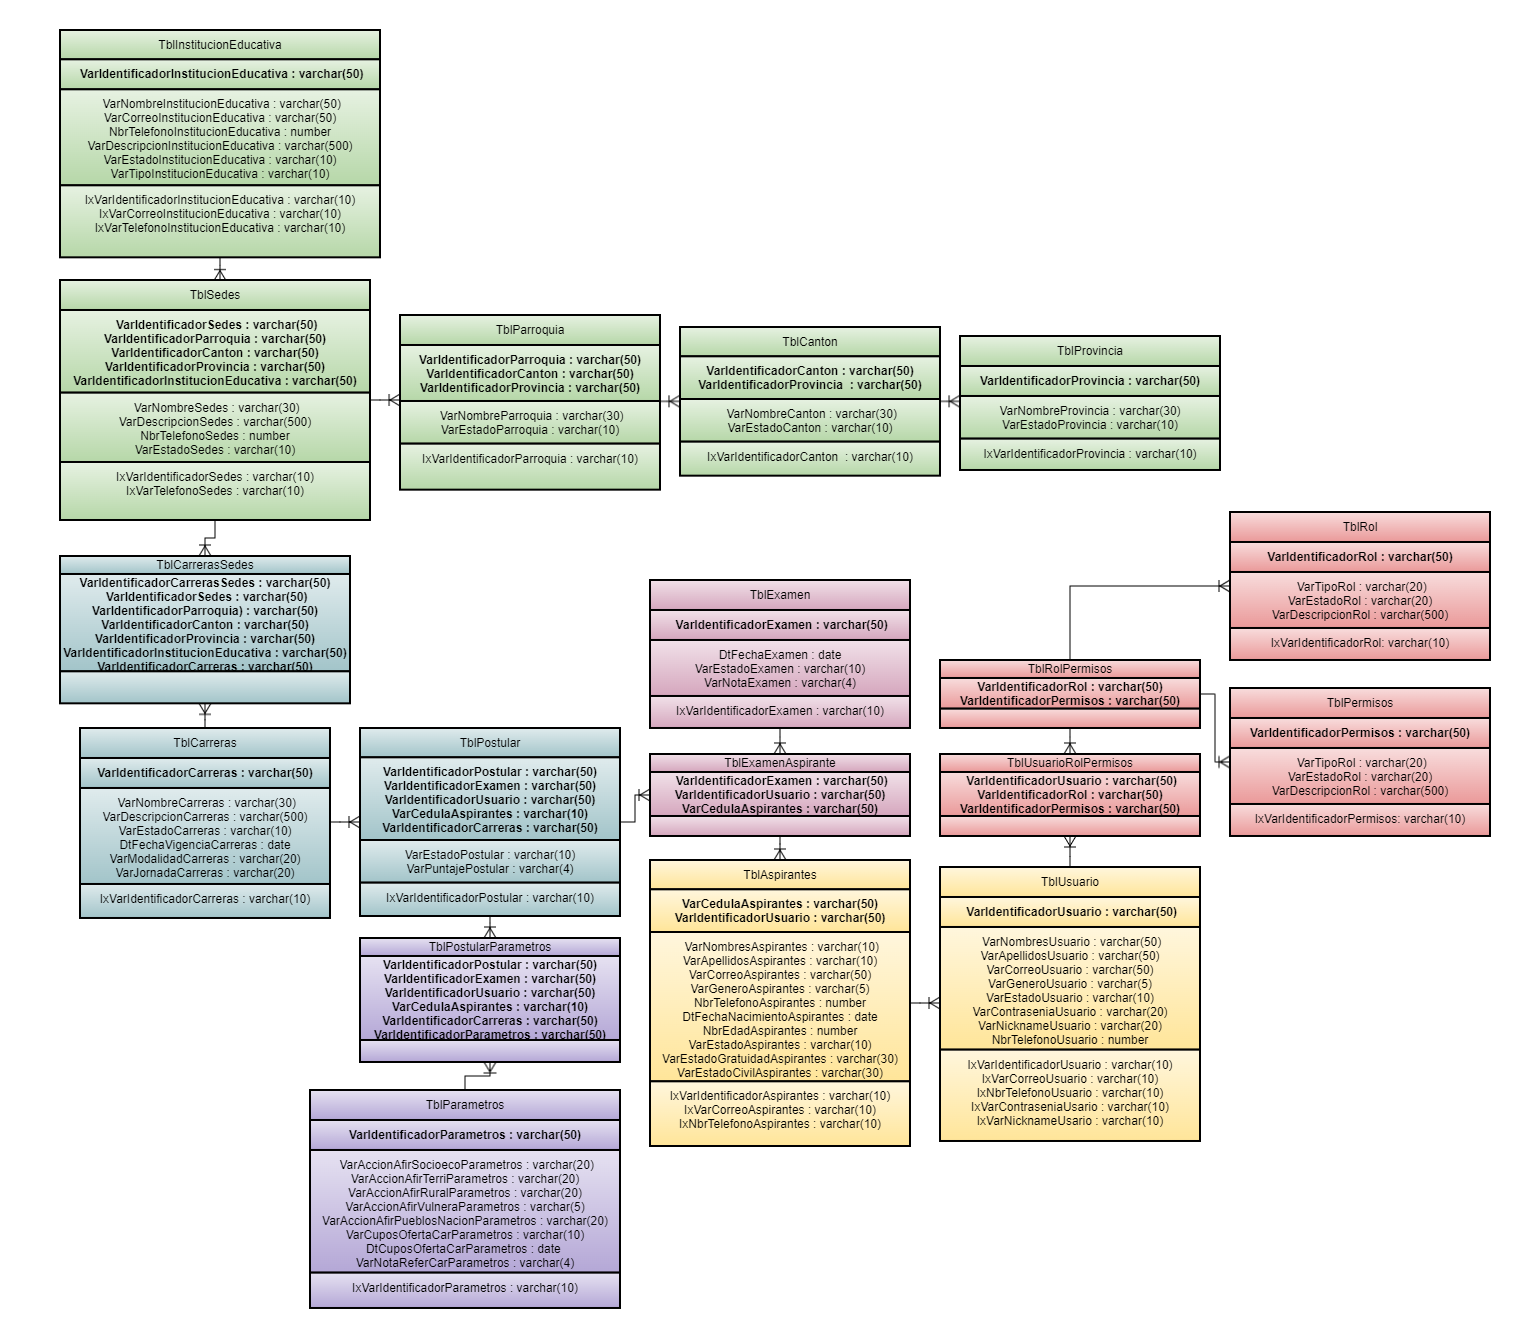 TblInstitucionEducativa
VarIdentificadorInstitucionEducativa : varchar(50)
VarNombreInstitucionEducativa : varchar(50)
VarCorreoInstitucionEducativa : varchar(50)
NbrTelefonoInstitucionEducativa : number
VarDescripcionInstitucionEducativa : varchar(500)
VarEstadoInstitucionEducativa : varchar(10)
VarTipoInstitucionEducativa : varchar(10)
IxVarIdentificadorInstitucionEducativa : varchar(10)
IxVarCorreoInstitucionEducativa : varchar(10)
IxVarTelefonoInstitucionEducativa : varchar(10)
TblSedes
VarIdentificadorSedes : varchar(50)
VarIdentificadorParroquia : varchar(50)
VarIdentificadorCanton : varchar(50)
VarIdentificadorProvincia : varchar(50)
VarIdentificadorInstitucionEducativa : varchar(50)
VarNombreSedes : varchar(30)
VarDescripcionSedes : varchar(500)
NbrTelefonoSedes : number
VarEstadoSedes : varchar(10)
IxVarIdentificadorSedes : varchar(10)
IxVarTelefonoSedes : varchar(10)
TblParroquia
VarIdentificadorParroquia : varchar(50)
VarIdentificadorCanton : varchar(50)
VarIdentificadorProvincia : varchar(50)
VarNombreParroquia : varchar(30)
VarEstadoParroquia : varchar(10)
IxVarIdentificadorParroquia : varchar(10)
TblCanton
VarIdentificadorCanton : varchar(50)
VarIdentificadorProvincia : varchar(50)
VarNombreCanton : varchar(30)
VarEstadoCanton : varchar(10)
IxVarIdentificadorCanton : varchar(10)
TblProvincia
VarIdentificadorProvincia : varchar(50)
VarNombreProvincia : varchar(30)
VarEstadoProvincia : varchar(10)
IxVarIdentificadorProvincia : varchar(10)
TblCarrerasSedes
VarIdentificadorCarrerasSedes : varchar(50)
VarIdentificadorSedes : varchar(50)
VarIdentificadorParroquia) : varchar(50)
VarIdentificadorCanton : varchar(50)
VarIdentificadorProvincia : varchar(50)
VarIdentificadorInstitucionEducativa : varchar(50)
VarIdentificadorCarreras : varchar(50)
TblCarreras
VarIdentificadorCarreras : varchar(50)
VarNombreCarreras : varchar(30)
VarDescripcionCarreras : varchar(500)
VarEstadoCarreras : varchar(10)
DtFechaVigenciaCarreras : date
VarModalidadCarreras : varchar(20)
VarJornadaCarreras : varchar(20)
IxVarIdentificadorCarreras : varchar(10)
TblPostular
VarIdentificadorPostular : varchar(50)
VarIdentificadorExamen : varchar(50)
VarIdentificadorUsuario : varchar(50)
VarCedulaAspirantes : varchar(10)
VarIdentificadorCarreras : varchar(50)
VarEstadoPostular : varchar(10)
VarPuntajePostular : varchar(4)
IxVarIdentificadorPostular : varchar(10)
TblPostularParametros
VarIdentificadorPostular : varchar(50)
VarIdentificadorExamen : varchar(50)
VarIdentificadorUsuario : varchar(50)
VarCedulaAspirantes : varchar(10)
VarIdentificadorCarreras : varchar(50)
VarIdentificadorParametros : varchar(50)
TblParametros
VarIdentificadorParametros : varchar(50)
VarAccionAfirSocioecoParametros : varchar(20)
VarAccionAfirTerriParametros : varchar(20)
VarAccionAfirRuralParametros : varchar(20)
VarAccionAfirVulneraParametros : varchar(5)
VarAccionAfirPueblosNacionParametros : varchar(20)
VarCuposOfertaCarParametros : varchar(10)
DtCuposOfertaCarParametros : date
VarNotaReferCarParametros : varchar(4)
IxVarIdentificadorParametros : varchar(10)
TblExamen
VarIdentificadorExamen : varchar(50)
DtFechaExamen : date
VarEstadoExamen : varchar(10)
VarNotaExamen : varchar(4)
IxVarIdentificadorExamen : varchar(10)
TblExamenAspirante
VarIdentificadorExamen : varchar(50)
VarIdentificadorUsuario : varchar(50)
VarCedulaAspirantes : varchar(50)
TblAspirantes
VarCedulaAspirantes : varchar(50)
VarIdentificadorUsuario : varchar(50)
VarNombresAspirantes : varchar(10)
VarApellidosAspirantes : varchar(10)
VarCorreoAspirantes : varchar(50)
VarGeneroAspirantes : varchar(5)
NbrTelefonoAspirantes : number
DtFechaNacimientoAspirantes : date
NbrEdadAspirantes : number
VarEstadoAspirantes : varchar(10)
VarEstadoGratuidadAspirantes : varchar(30)
VarEstadoCivilAspirantes : varchar(30)
IxVarIdentificadorAspirantes : varchar(10)
IxVarCorreoAspirantes : varchar(10)
IxNbrTelefonoAspirantes : varchar(10)
TblRol
VarIdentificadorRol : varchar(50)
VarTipoRol : varchar(20)
VarEstadoRol : varchar(20)
VarDescripcionRol : varchar(500)
IxVarIdentificadorRol: varchar(10)
TblRolPermisos
VarIdentificadorRol : varchar(50)
VarIdentificadorPermisos : varchar(50)
TblPermisos
VarIdentificadorPermisos : varchar(50)
VarTipoRol : varchar(20)
VarEstadoRol : varchar(20)
VarDescripcionRol : varchar(500)
IxVarIdentificadorPermisos: varchar(10)
TblUsuarioRolPermisos
VarIdentificadorUsuario : varchar(50)
VarIdentificadorRol : varchar(50)
VarIdentificadorPermisos : varchar(50)
TblUsuario
VarIdentificadorUsuario : varchar(50)
VarNombresUsuario : varchar(50)
VarApellidosUsuario : varchar(50)
VarCorreoUsuario : varchar(50)
VarGeneroUsuario : varchar(5)
VarEstadoUsuario : varchar(10)
VarContraseniaUsuario : varchar(20)
VarNicknameUsuario : varchar(20)
NbrTelefonoUsuario : number
IxVarIdentificadorUsuario : varchar(10)
IxVarCorreoUsuario : varchar(10)
IxNbrTelefonoUsuario : varchar(10)
IxVarContraseniaUsario : varchar(10)
IxVarNicknameUsario : varchar(10)